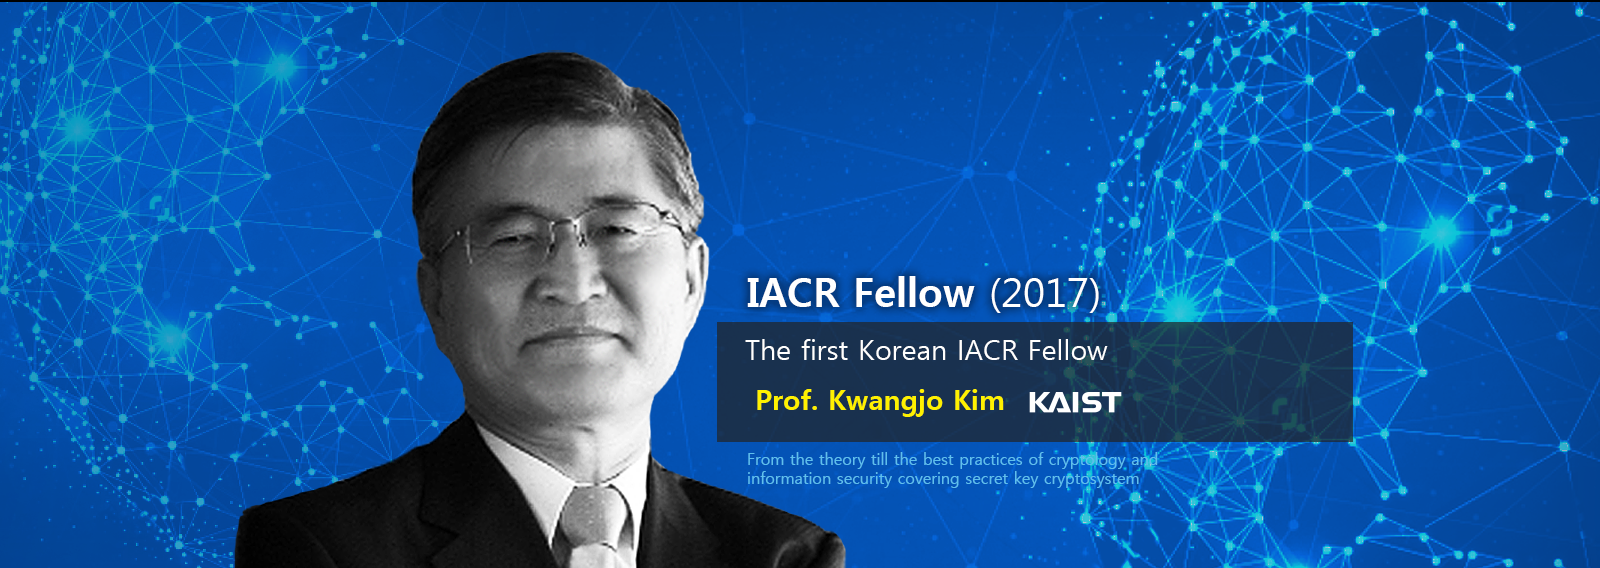 IACR Fellow (2017)
The first Korean IACR Fellow
Prof. Kwangjo Kim KAIST
From the theory till the best practices of cryptology and
information security covering secret key cryptosystem